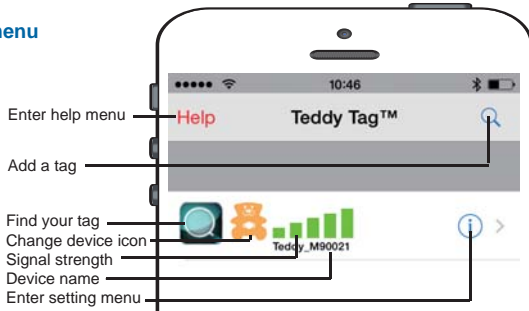 menu
10:46
Enter help menu
Help
Teddy Tag™
Add a tag
Find your tag
Change device icon
Signal strength
Teddy_M90021
Device name
Enter setting menu